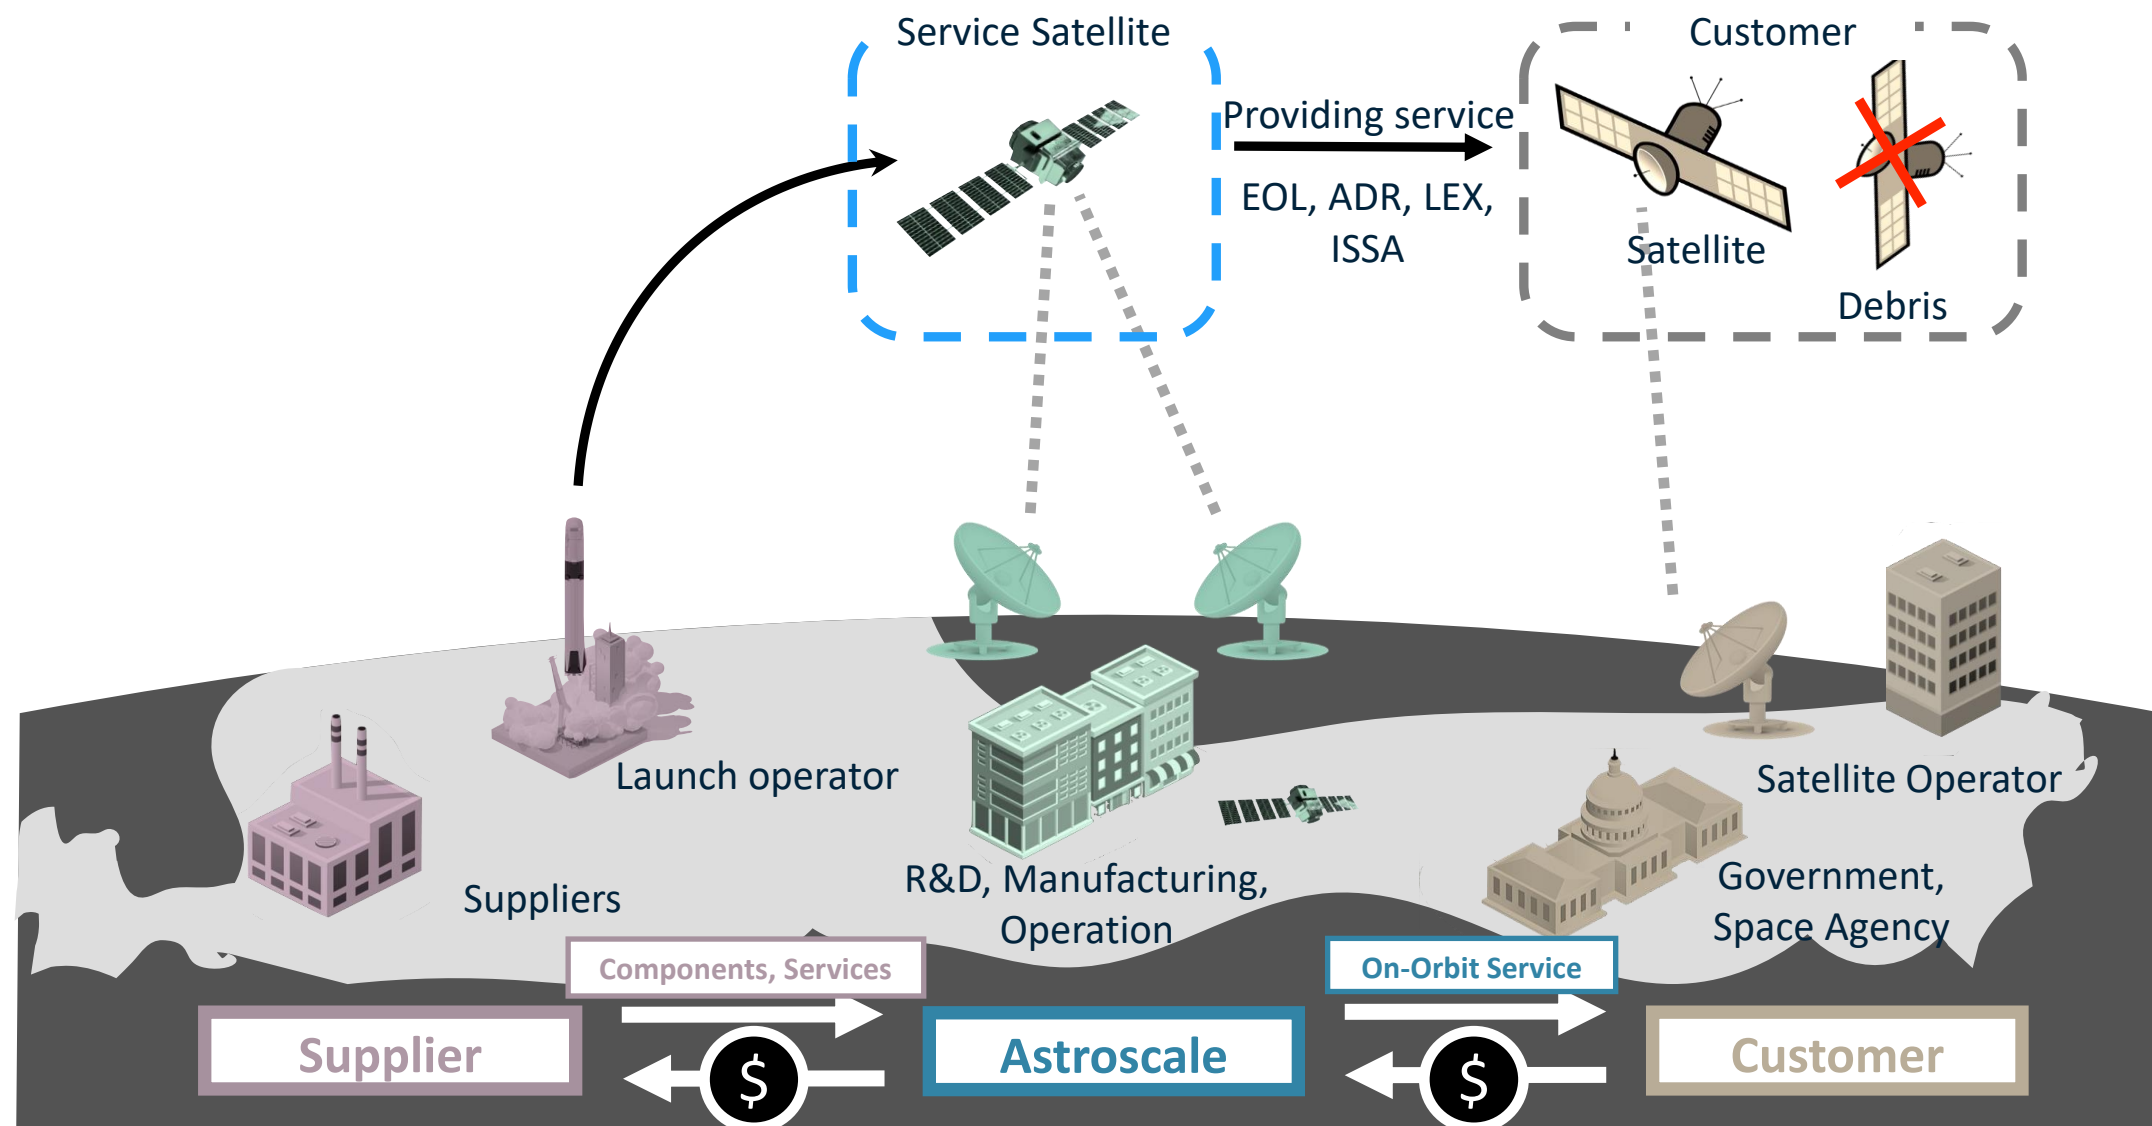 Service Satellite
Customer
Providing service
EOL, ADR, LEX,
ISSA
Satellite
Debris
Launch operator
Satellite Operator
Suppliers
R&D, Manufacturing,
Operation
Government,
Space Agency
Components, Services
On-Orbit Service
Supplier
$
Astroscale
$
Customer